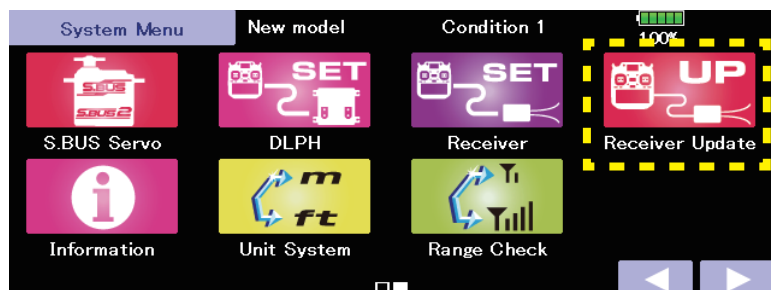 System Menu
New model
Condition 1
100%
S.BUS
S.BUS2
SET
SET
UP
S.BUS Servo
DLPH
Receiver
Receiver Update
i
m
ft
Information
Unit System
Range Check